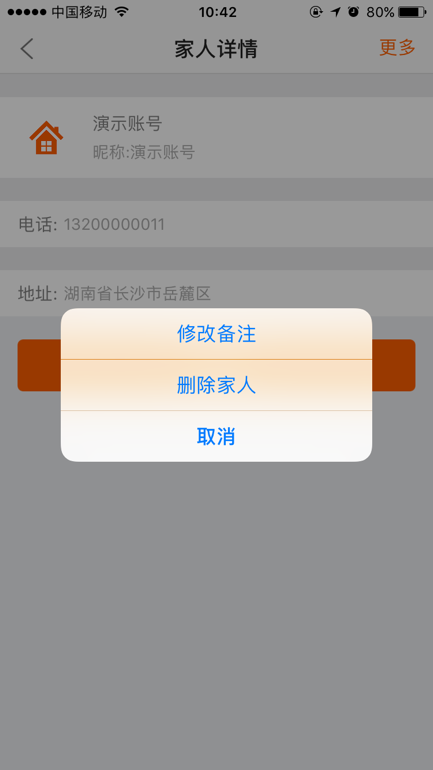 中国移动 10:42 80%
家人详情 更多
演示账号
昵称:演示账号
电话: 13200000011
地址: 湖南省长沙市岳麓区
修改备注
删除家人
取消